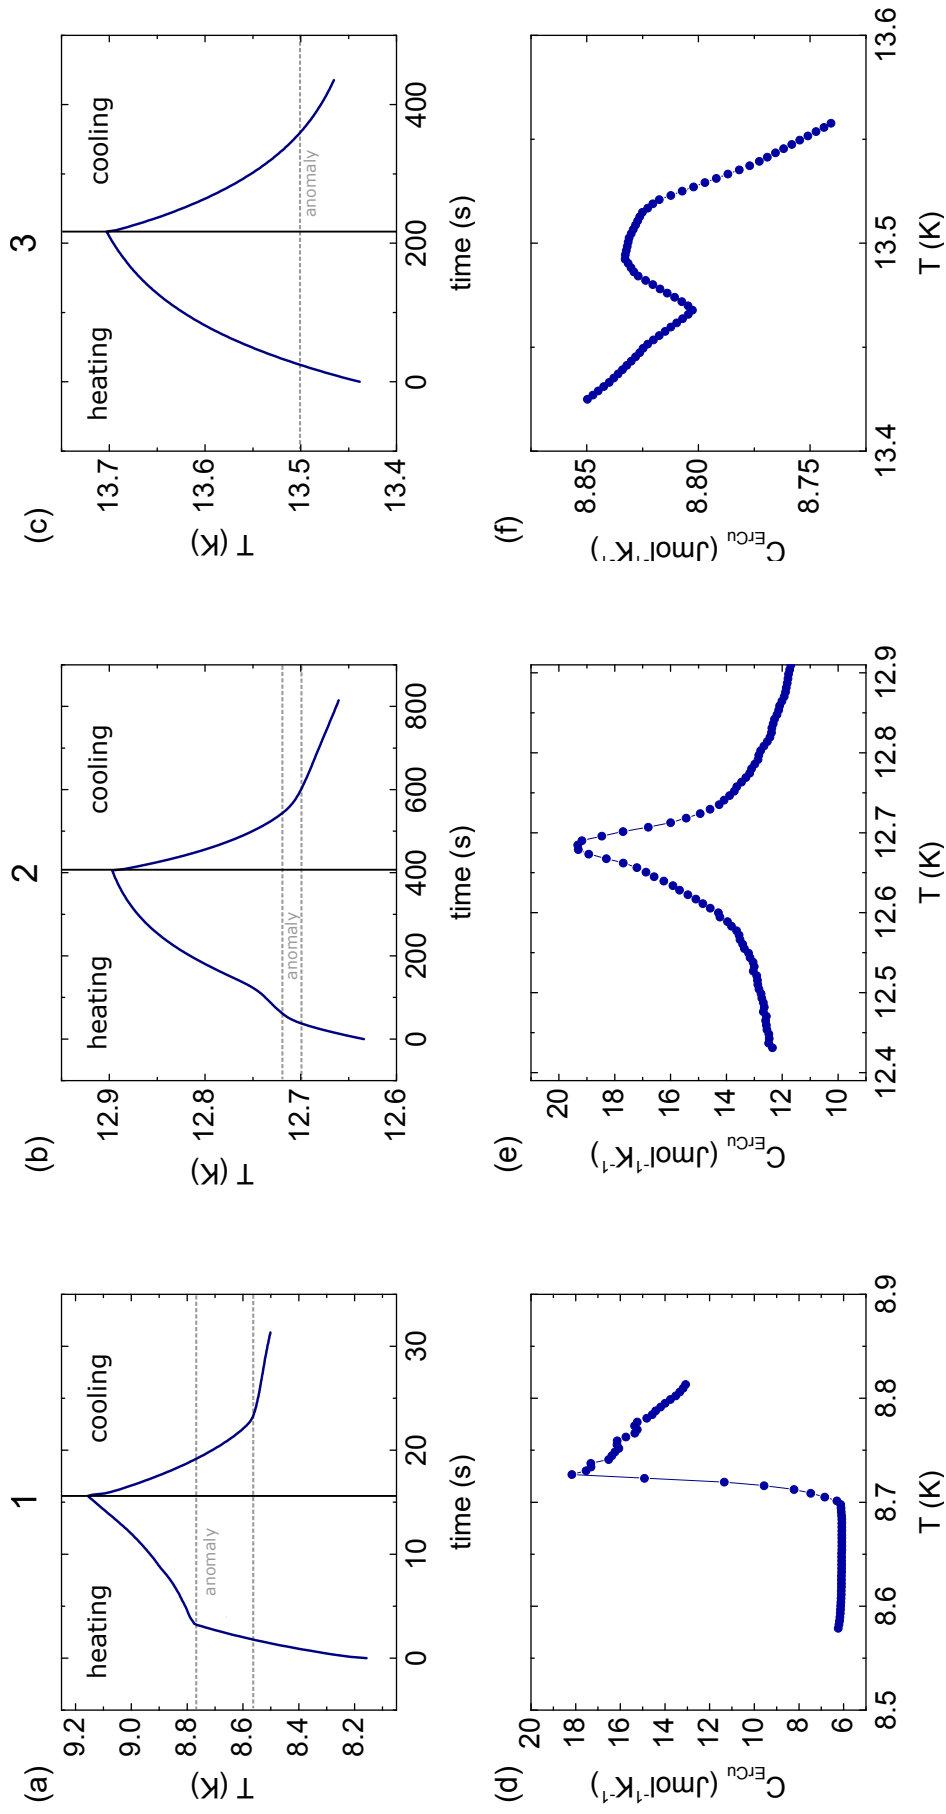 1
2
3
(a)
heating
cooling
anomaly
T (K)
9.2
9.0
8.8
8.6
8.4
8.2
0
10
20
30
time (s)
(b)
heating
cooling
anomaly
T (K)
12.9
12.8
12.7
12.6
0
200
400
600
800
time (s)
(c)
heating
cooling
anomaly
T (K)
13.7
13.6
13.5
13.4
0
200
400
time (s)
(d)
C_ErCu (Jmol⁻¹K⁻¹)
20
18
16
14
12
10
8
6
8.5
8.6
8.7
8.8
8.9
T (K)
(e)
C_ErCu (Jmol⁻¹K⁻¹)
20
18
16
14
12
10
12.4
12.5
12.6
12.7
12.8
12.9
T (K)
(f)
C_ErCu (Jmol⁻¹K⁻¹)
8.85
8.80
8.75
13.4
13.5
13.6
T (K)